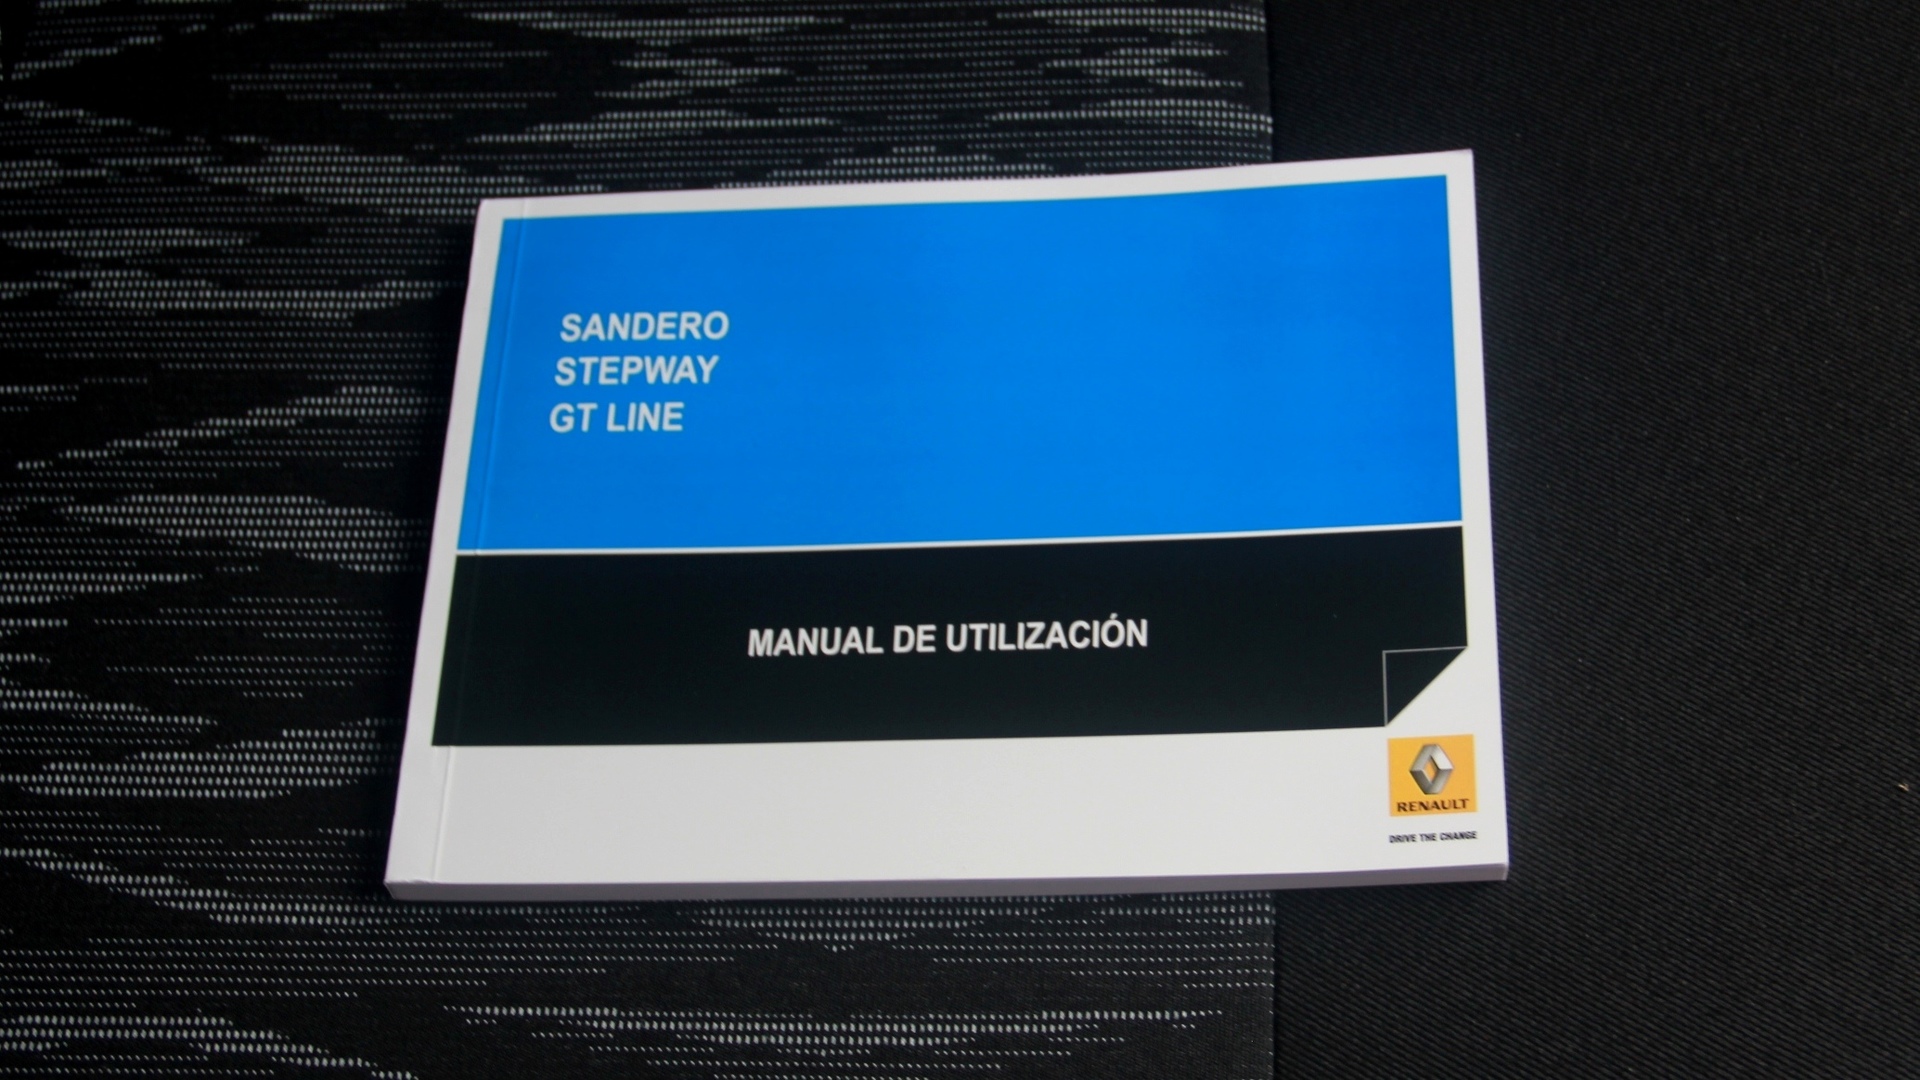 SANDERO
STEPWAY
GT LINE
MANUAL DE UTILIZACIÓN
RENAULT
DRIVE THE CHANGE